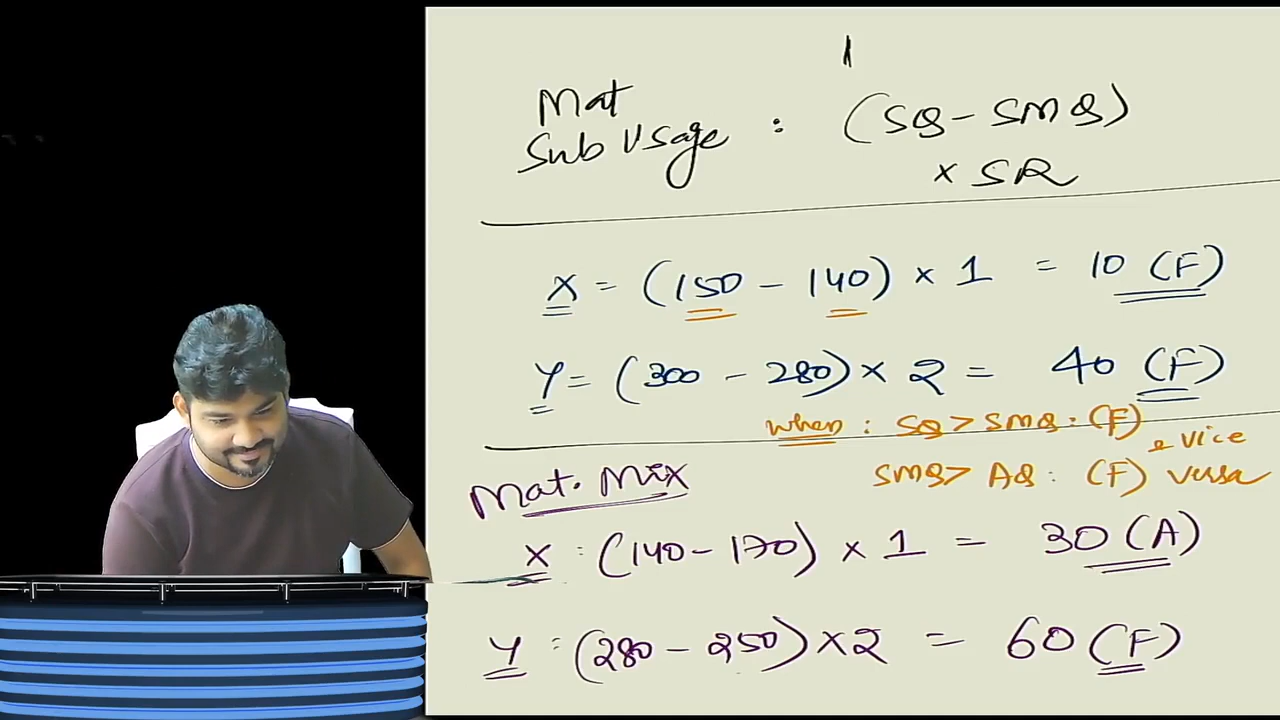 Mat
Sub Usage : (SQ - SMQ)
× SR
X = (150 - 140) × 1 = 10 (F)
Y = (300 - 280) × 2 = 40 (F)
when : SQ > SMQ : (F)
& vice
SMQ > AQ : (F) versa
Mat. Mix
X : (140 - 170) × 1 = 30 (A)
Y : (280 - 250) × 2 = 60 (F)